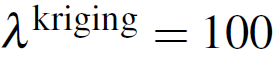 λ^kriging = 100